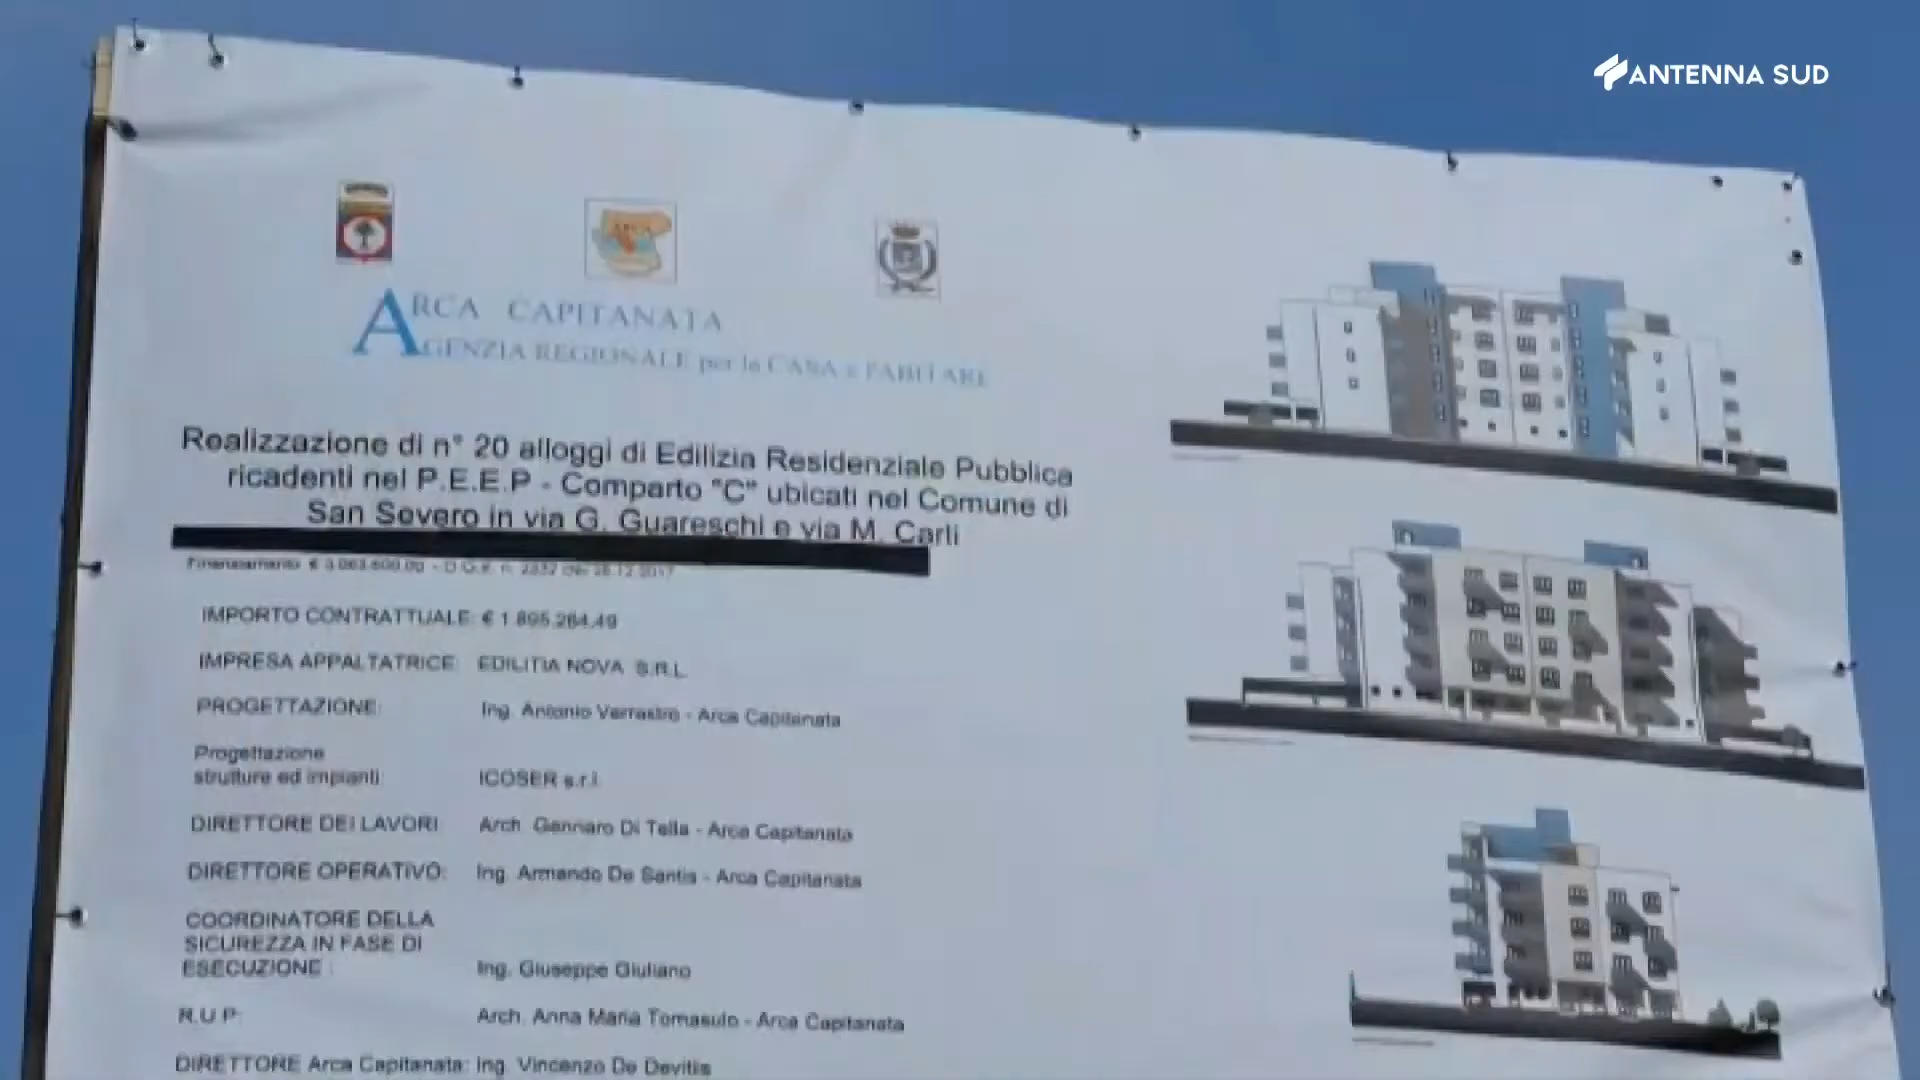 ANTENNA SUD
ARCA
ARCA CAPITANATA
AGENZIA REGIONALE per la CASA e l'ABITARE
Realizzazione di n° 20 alloggi di Edilizia Residenziale Pubblica
ricadenti nel P.E.E.P - Comparto "C" ubicati nel Comune di
San Severo in via G. Guareschi e via M. Carli
Finanziamento €
IMPORTO CONTRATTUALE: € 1.895.264,49
IMPRESA APPALTATRICE: EDILITIA NOVA S.R.L.
PROGETTAZIONE: Ing. Antonio Verrastro - Arca Capitanata
Progettazione
strutture ed impianti: ICOSER s.r.l.
DIRETTORE DEI LAVORI: Arch. Gennaro Di Tella - Arca Capitanata
DIRETTORE OPERATIVO: Ing. Armando De Santis - Arca Capitanata
COORDINATORE DELLA
SICUREZZA IN FASE DI
ESECUZIONE : Ing. Giuseppe Giuliano
R.U.P: Arch. Anna Maria Tomasulo - Arca Capitanata
DIRETTORE Arca Capitanata: Ing. Vincenzo De Devitiis